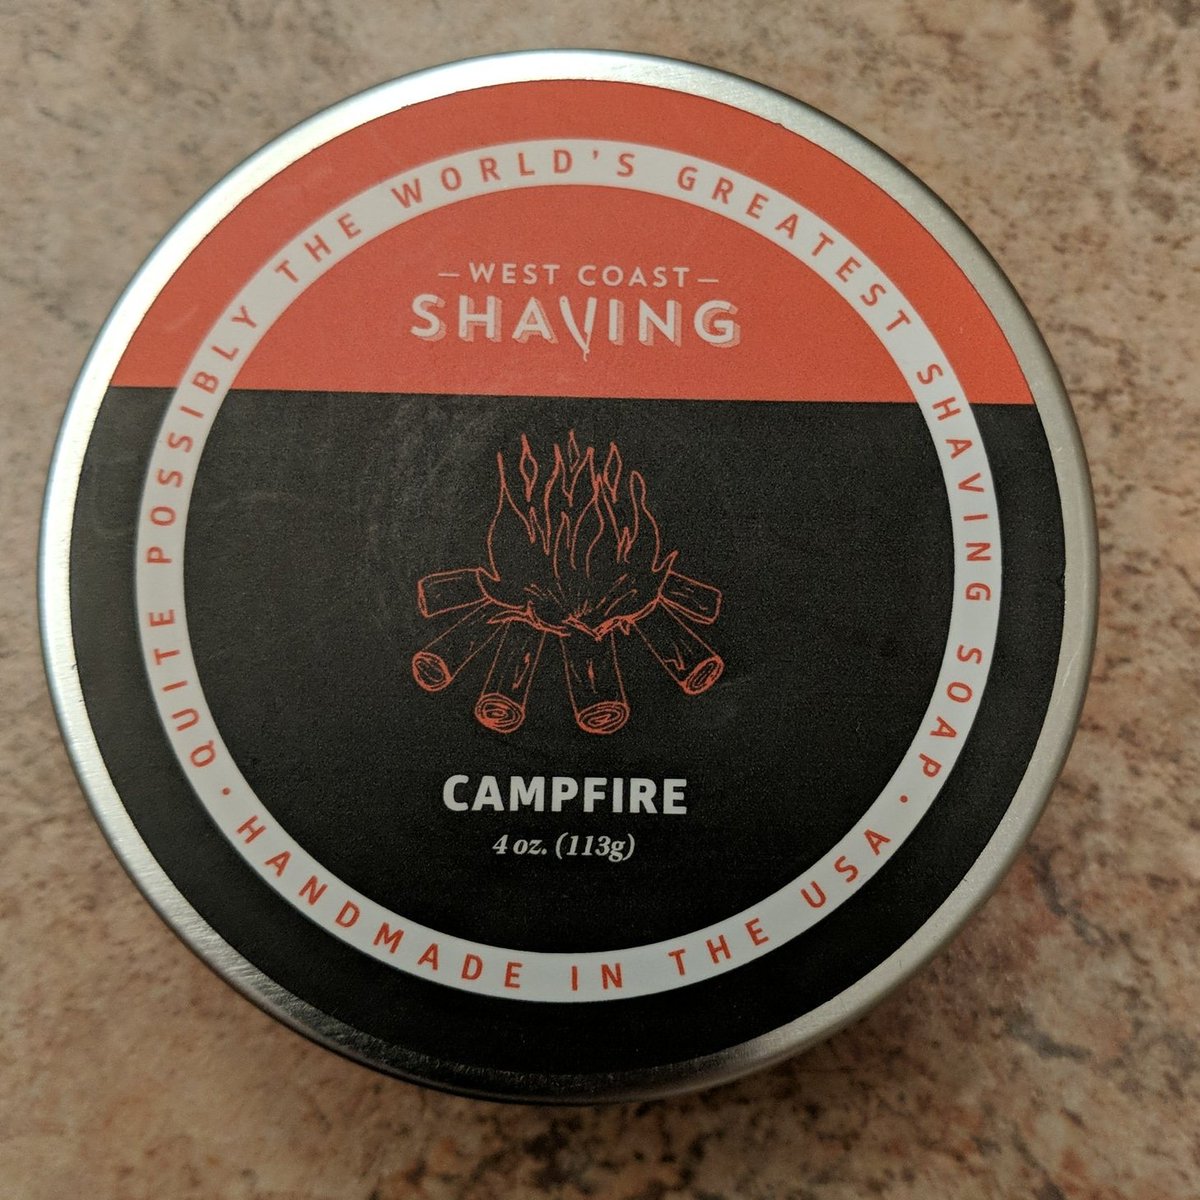 QUITE POSSIBLY THE WORLD'S GREATEST SHAVING SOAP •
WEST COAST
SHAVING
CAMPFIRE
4 oz. (113g)
HANDMADE IN THE USA •